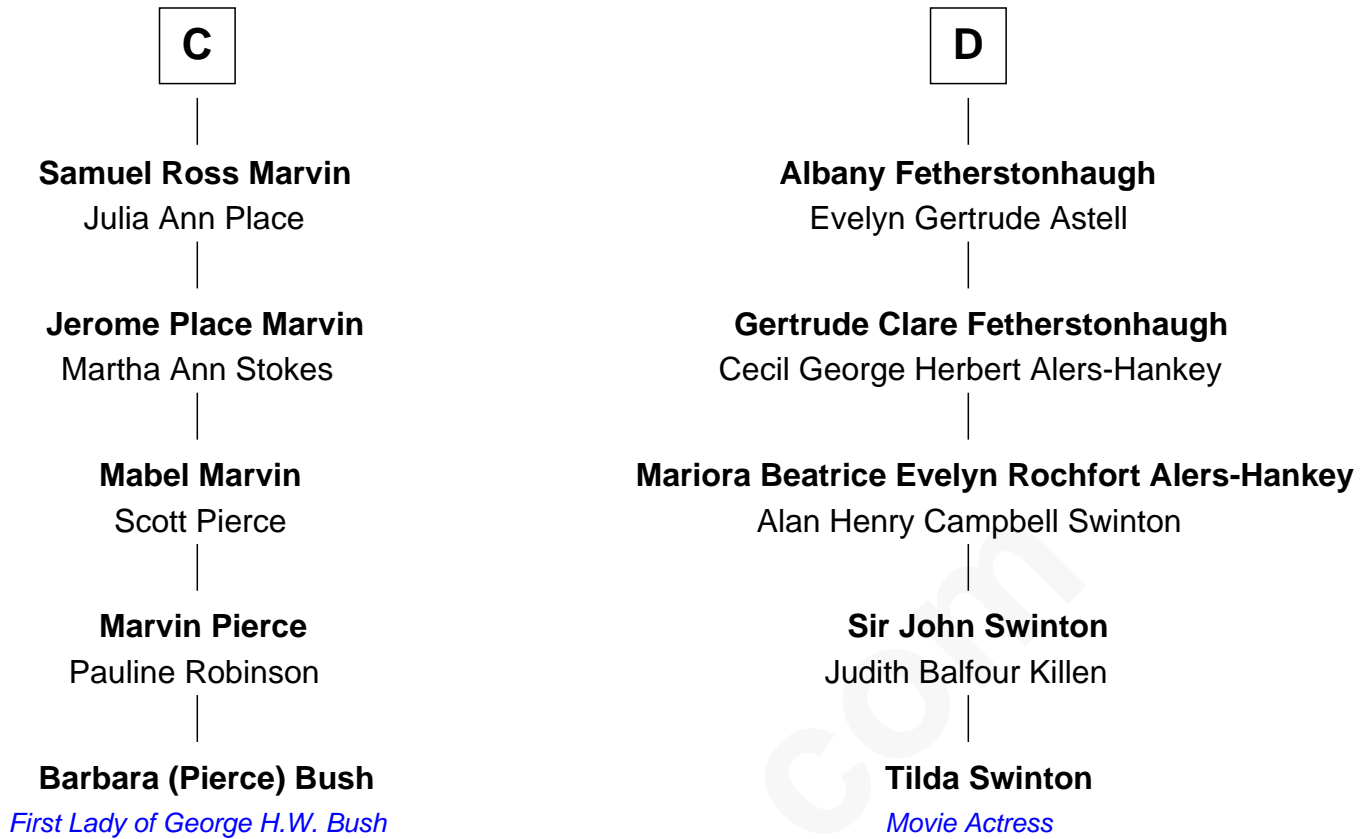 C
Samuel Ross Marvin
Julia Ann Place
Jerome Place Marvin
Martha Ann Stokes
Mabel Marvin
Scott Pierce
Marvin Pierce
Pauline Robinson
Barbara (Pierce) Bush
First Lady of George H.W. Bush
D
Albany Fetherstonhaugh
Evelyn Gertrude Astell
Gertrude Clare Fetherstonhaugh
Cecil George Herbert Alers-Hankey
Mariora Beatrice Evelyn Rochfort Alers-Hankey
Alan Henry Campbell Swinton
Sir John Swinton
Judith Balfour Killen
Tilda Swinton
Movie Actress
com